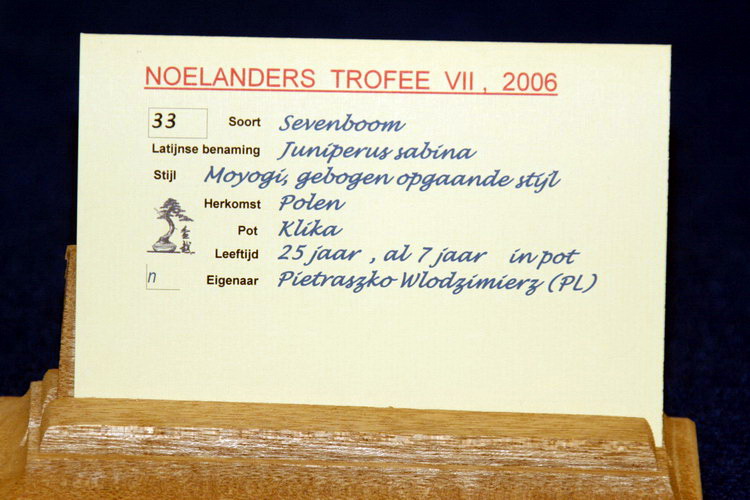 NOELANDERS TROFEE VII, 2006
33 Soort Sevenboom
Latijnse benaming Juniperus sabina
Stijl Moyogi, gebogen opgaande stijl
Herkomst Polen
Pot Klika
Leeftijd 25 jaar , al 7 jaar in pot
n Eigenaar Pietraszko Wlodzimierz (PL)